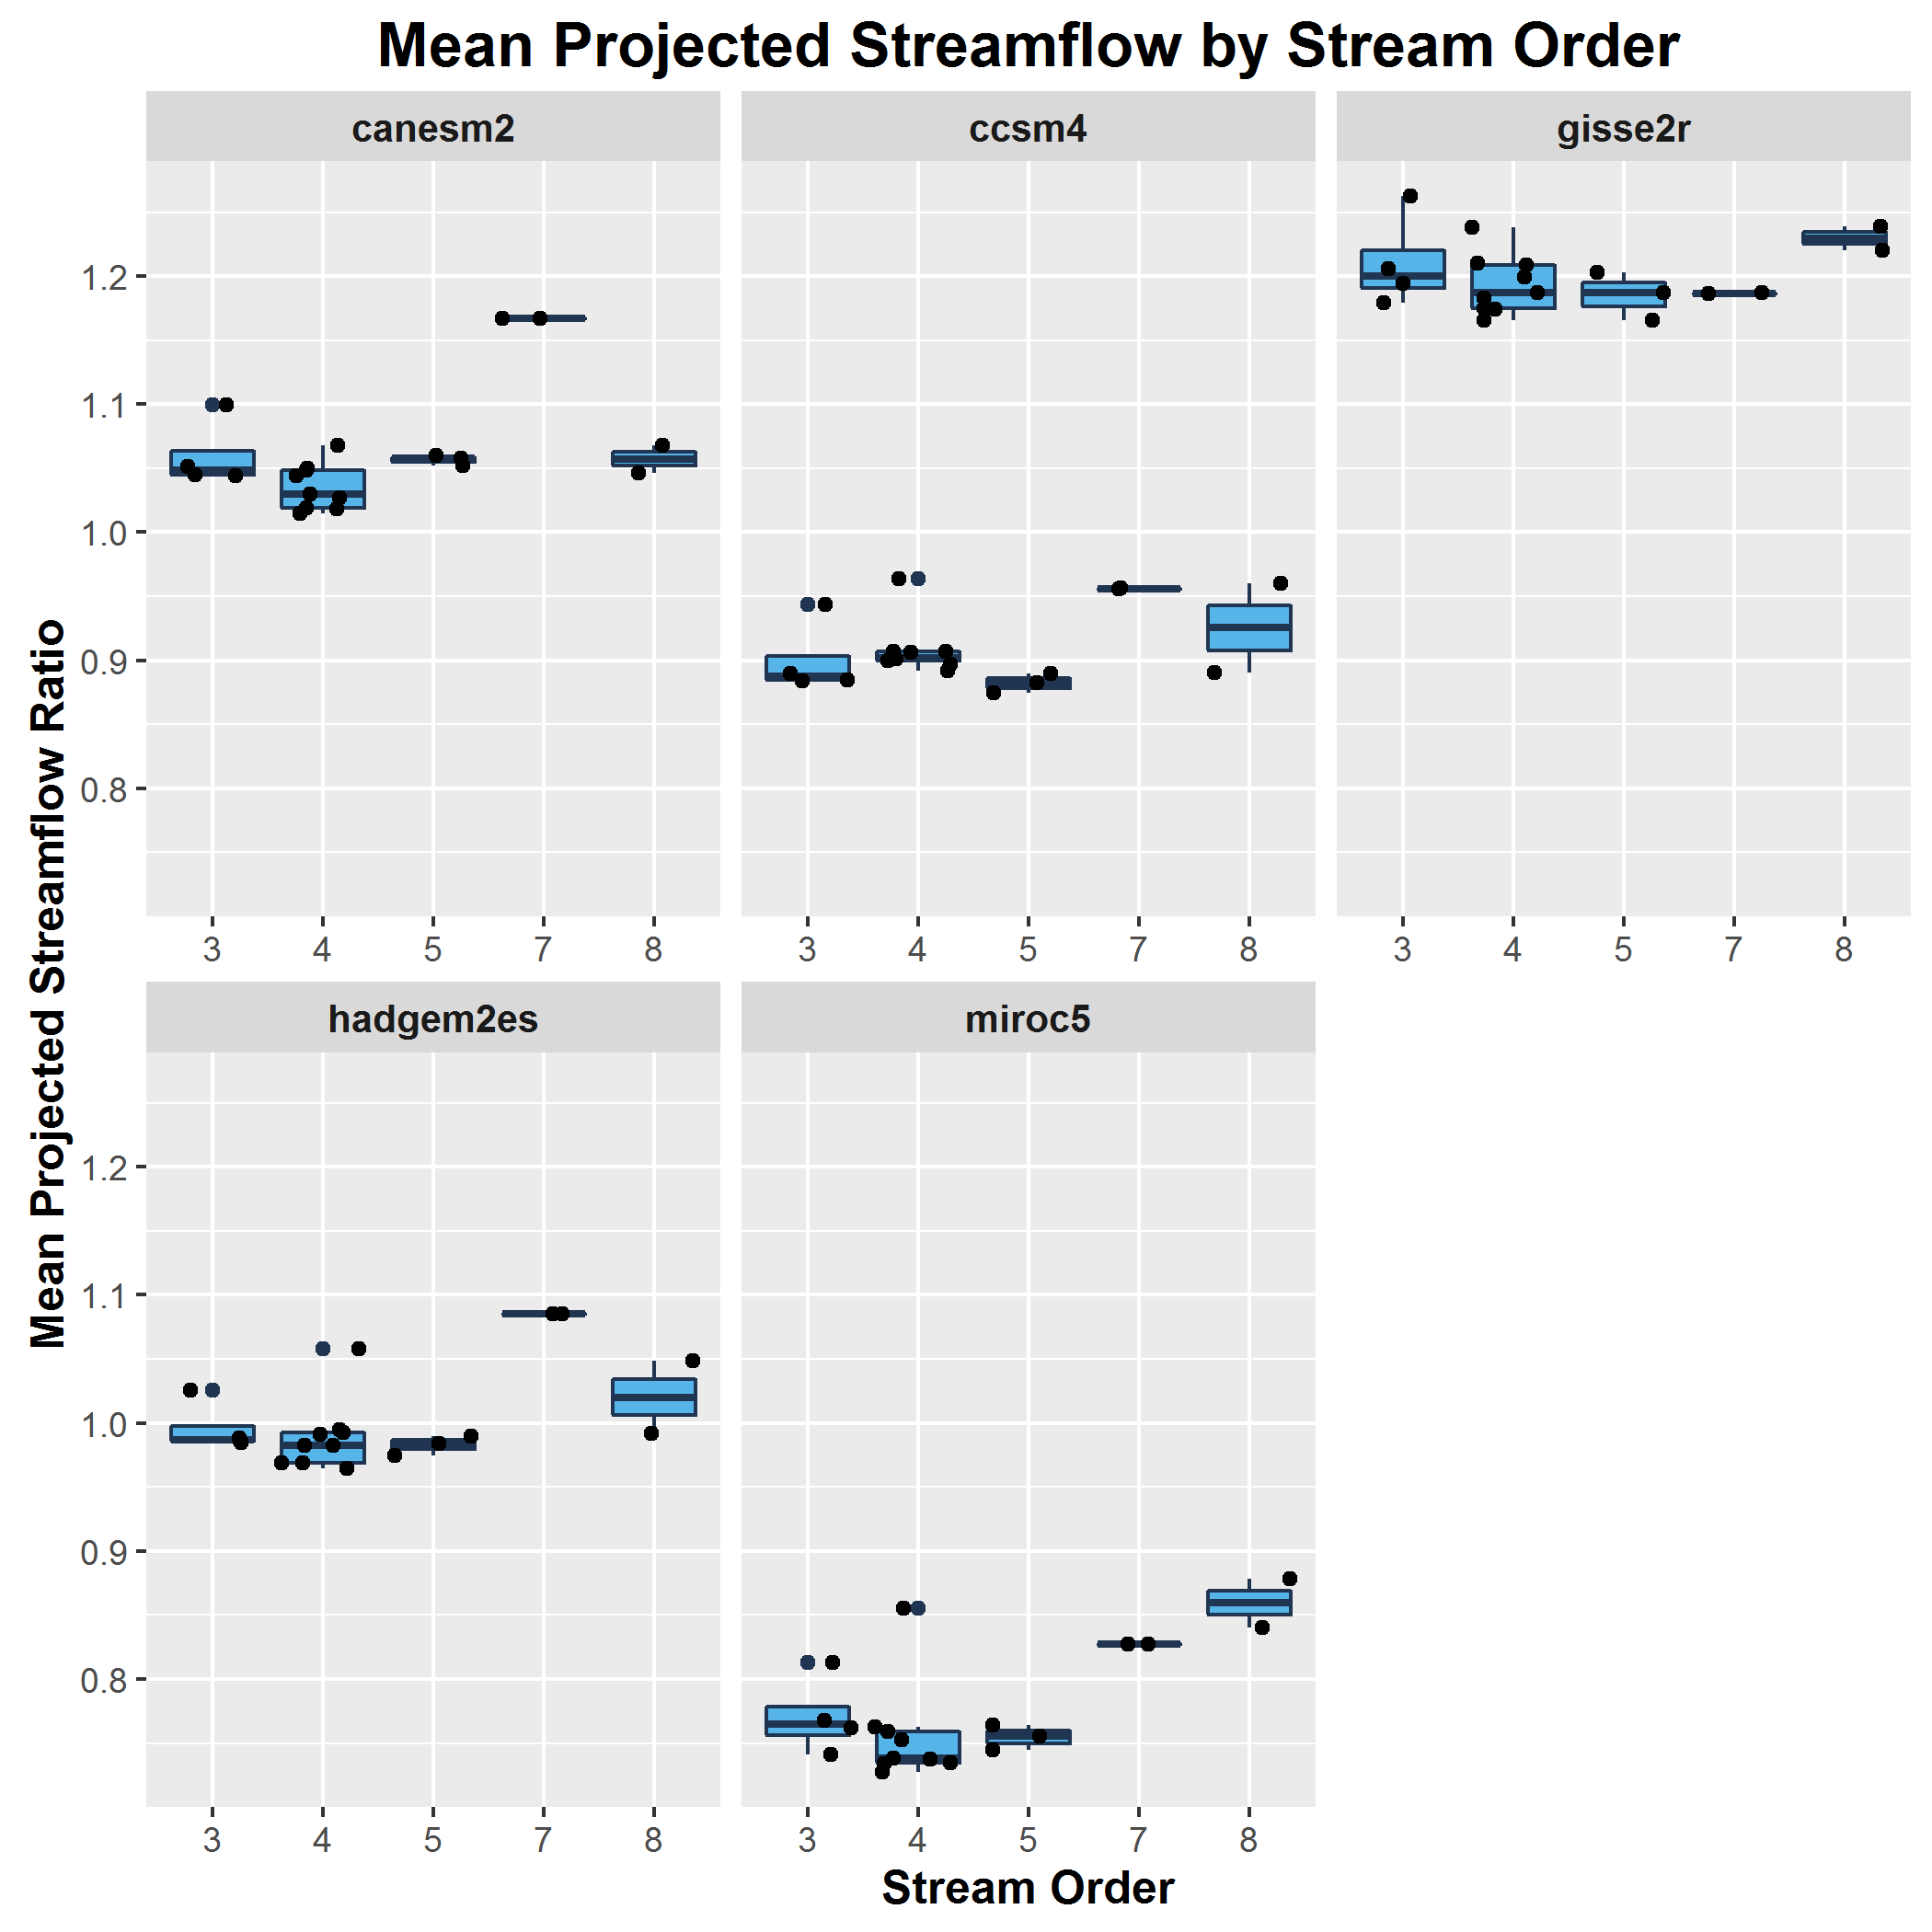 Mean Projected Streamflow by Stream Order
canesm2
ccsm4
gisse2r
1.2
1.1
1.0
0.9
0.8
3 4 5 7 8
3 4 5 7 8
3 4 5 7 8
Mean Projected Streamflow Ratio
hadgem2es
miroc5
1.2
1.1
1.0
0.9
0.8
3 4 5 7 8
3 4 5 7 8
Stream Order